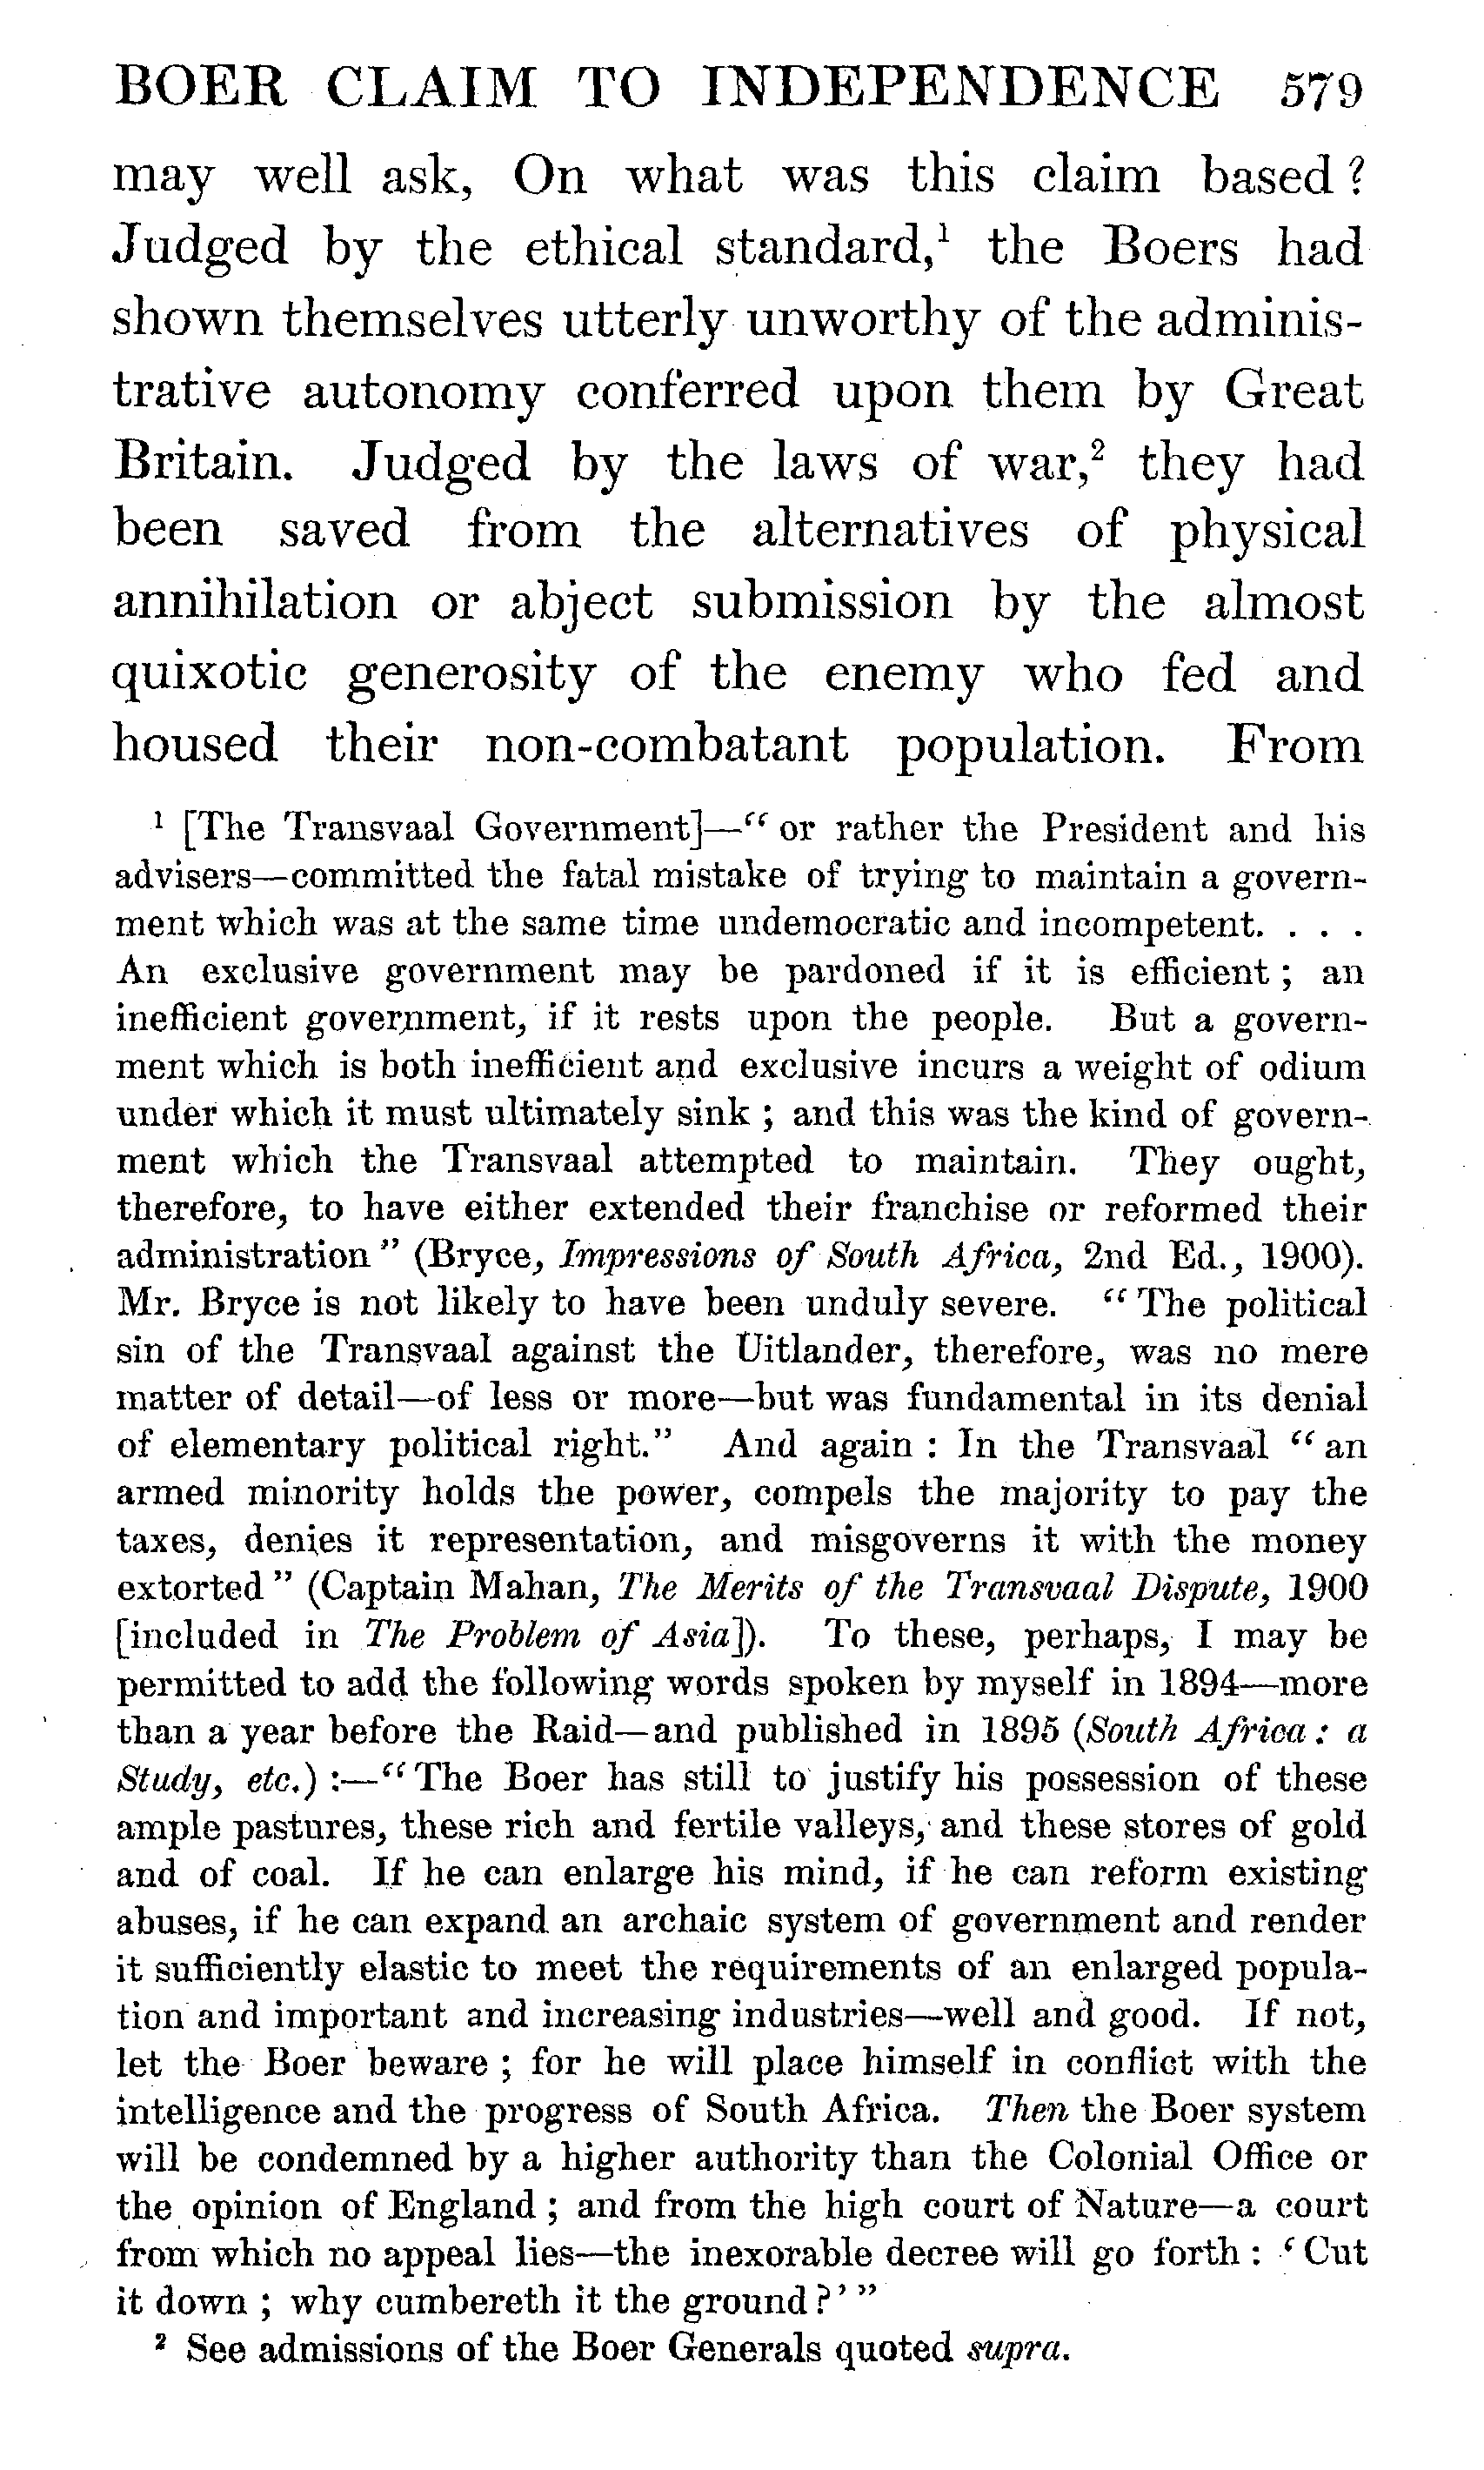 BOER CLAIM TO INDEPENDENCE 579
may well ask, On what was this claim based ?
Judged by the ethical standard,¹ the Boers had
shown themselves utterly unworthy of the adminis-
trative autonomy conferred upon them by Great
Britain. Judged by the laws of war,² they had
been saved from the alternatives of physical
annihilation or abject submission by the almost
quixotic generosity of the enemy who fed and
housed their non-combatant population. From
¹ [The Transvaal Government]—“ or rather the President and his
advisers—committed the fatal mistake of trying to maintain a govern-
ment which was at the same time undemocratic and incompetent. . . .
An exclusive government may be pardoned if it is efficient ; an
inefficient government, if it rests upon the people. But a govern-
ment which is both inefficient and exclusive incurs a weight of odium
under which it must ultimately sink ; and this was the kind of govern-
ment which the Transvaal attempted to maintain. They ought,
therefore, to have either extended their franchise or reformed their
administration ” (Bryce, Impressions of South Africa, 2nd Ed., 1900).
Mr. Bryce is not likely to have been unduly severe. “ The political
sin of the Transvaal against the Uitlander, therefore, was no mere
matter of detail—of less or more—but was fundamental in its denial
of elementary political right.” And again : In the Transvaal “ an
armed minority holds the power, compels the majority to pay the
taxes, denies it representation, and misgoverns it with the money
extorted ” (Captain Mahan, The Merits of the Transvaal Dispute, 1900
[included in The Problem of Asia]). To these, perhaps, I may be
permitted to add the following words spoken by myself in 1894—more
than a year before the Raid—and published in 1895 (South Africa : a
Study, etc.) :—“ The Boer has still to justify his possession of these
ample pastures, these rich and fertile valleys, and these stores of gold
and of coal. If he can enlarge his mind, if he can reform existing
abuses, if he can expand an archaic system of government and render
it sufficiently elastic to meet the requirements of an enlarged popula-
tion and important and increasing industries—well and good. If not,
let the Boer beware ; for he will place himself in conflict with the
intelligence and the progress of South Africa. Then the Boer system
will be condemned by a higher authority than the Colonial Office or
the opinion of England ; and from the high court of Nature—a court
from which no appeal lies—the inexorable decree will go forth : ‘ Cut
it down ; why cumbereth it the ground ?’ ”
² See admissions of the Boer Generals quoted supra.